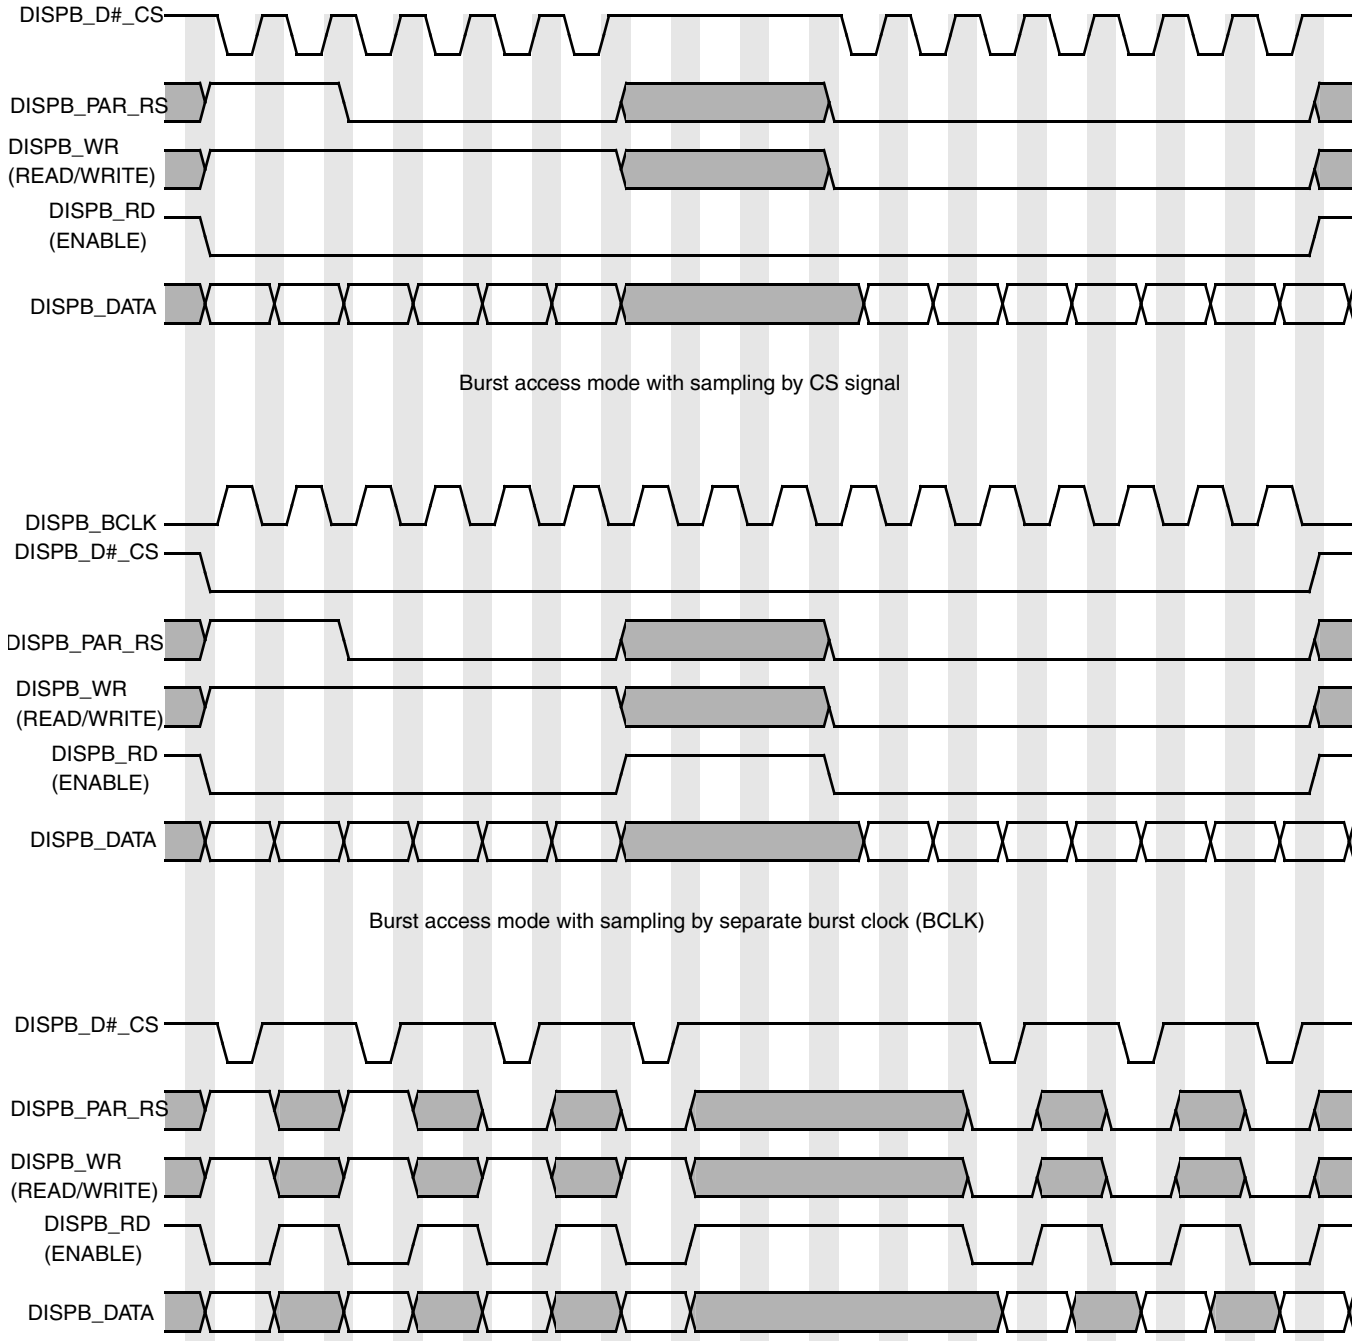 DISPB_D#_CS
DISPB_PAR_RS
DISPB_WR
(READ/WRITE)
DISPB_RD
(ENABLE)
DISPB_DATA
Burst access mode with sampling by CS signal
DISPB_BCLK
DISPB_D#_CS
DISPB_PAR_RS
DISPB_WR
(READ/WRITE)
DISPB_RD
(ENABLE)
DISPB_DATA
Burst access mode with sampling by separate burst clock (BCLK)
DISPB_D#_CS
DISPB_PAR_RS
DISPB_WR
(READ/WRITE)
DISPB_RD
(ENABLE)
DISPB_DATA